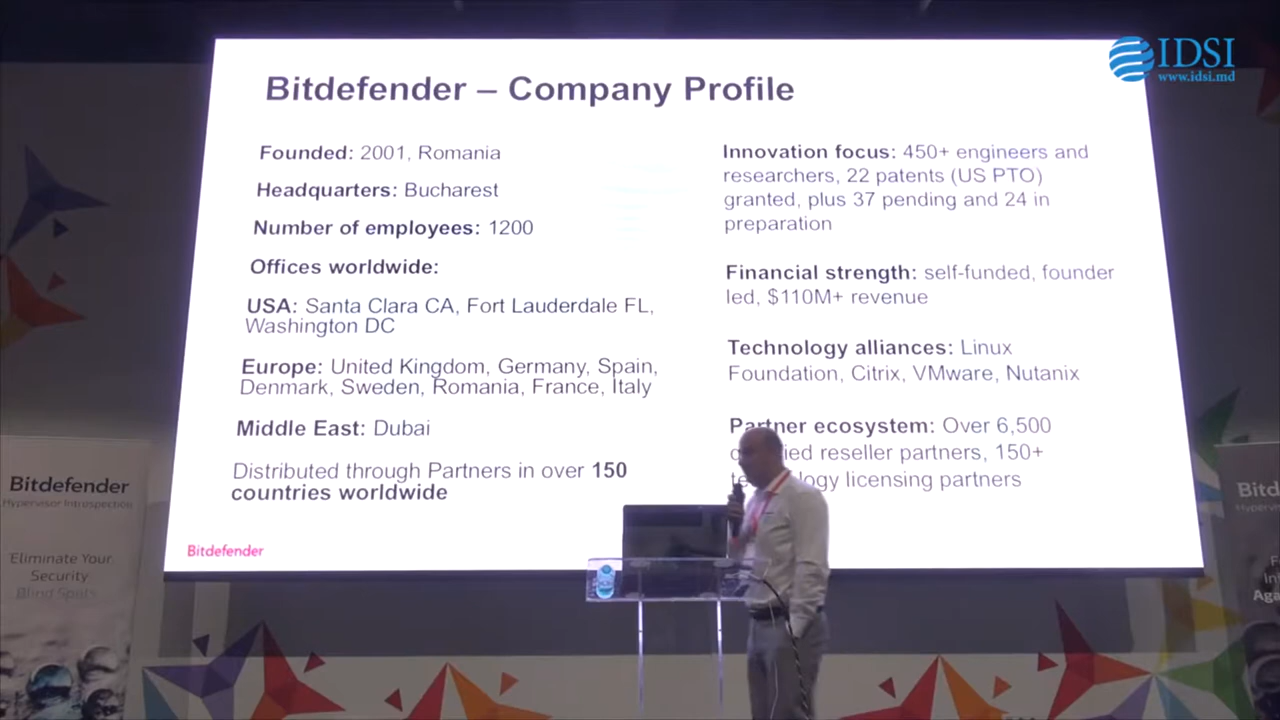 IDSI
www.idsi.md
Bitdefender – Company Profile
Founded: 2001, Romania
Headquarters: Bucharest
Number of employees: 1200
Offices worldwide:
USA: Santa Clara CA, Fort Lauderdale FL,
Washington DC
Europe: United Kingdom, Germany, Spain,
Denmark, Sweden, Romania, France, Italy
Middle East: Dubai
Distributed through Partners in over 150
countries worldwide
Bitdefender
Innovation focus: 450+ engineers and
researchers, 22 patents (US PTO)
granted, plus 37 pending and 24 in
preparation
Financial strength: self-funded, founder
led, $110M+ revenue
Technology alliances: Linux
Foundation, Citrix, VMware, Nutanix
Partner ecosystem: Over 6,500
reseller partners, 150+
licensing partners
Bitdefender
Hypervisor Introspection
Eliminate Your
Security
Blind Spots
IDSI